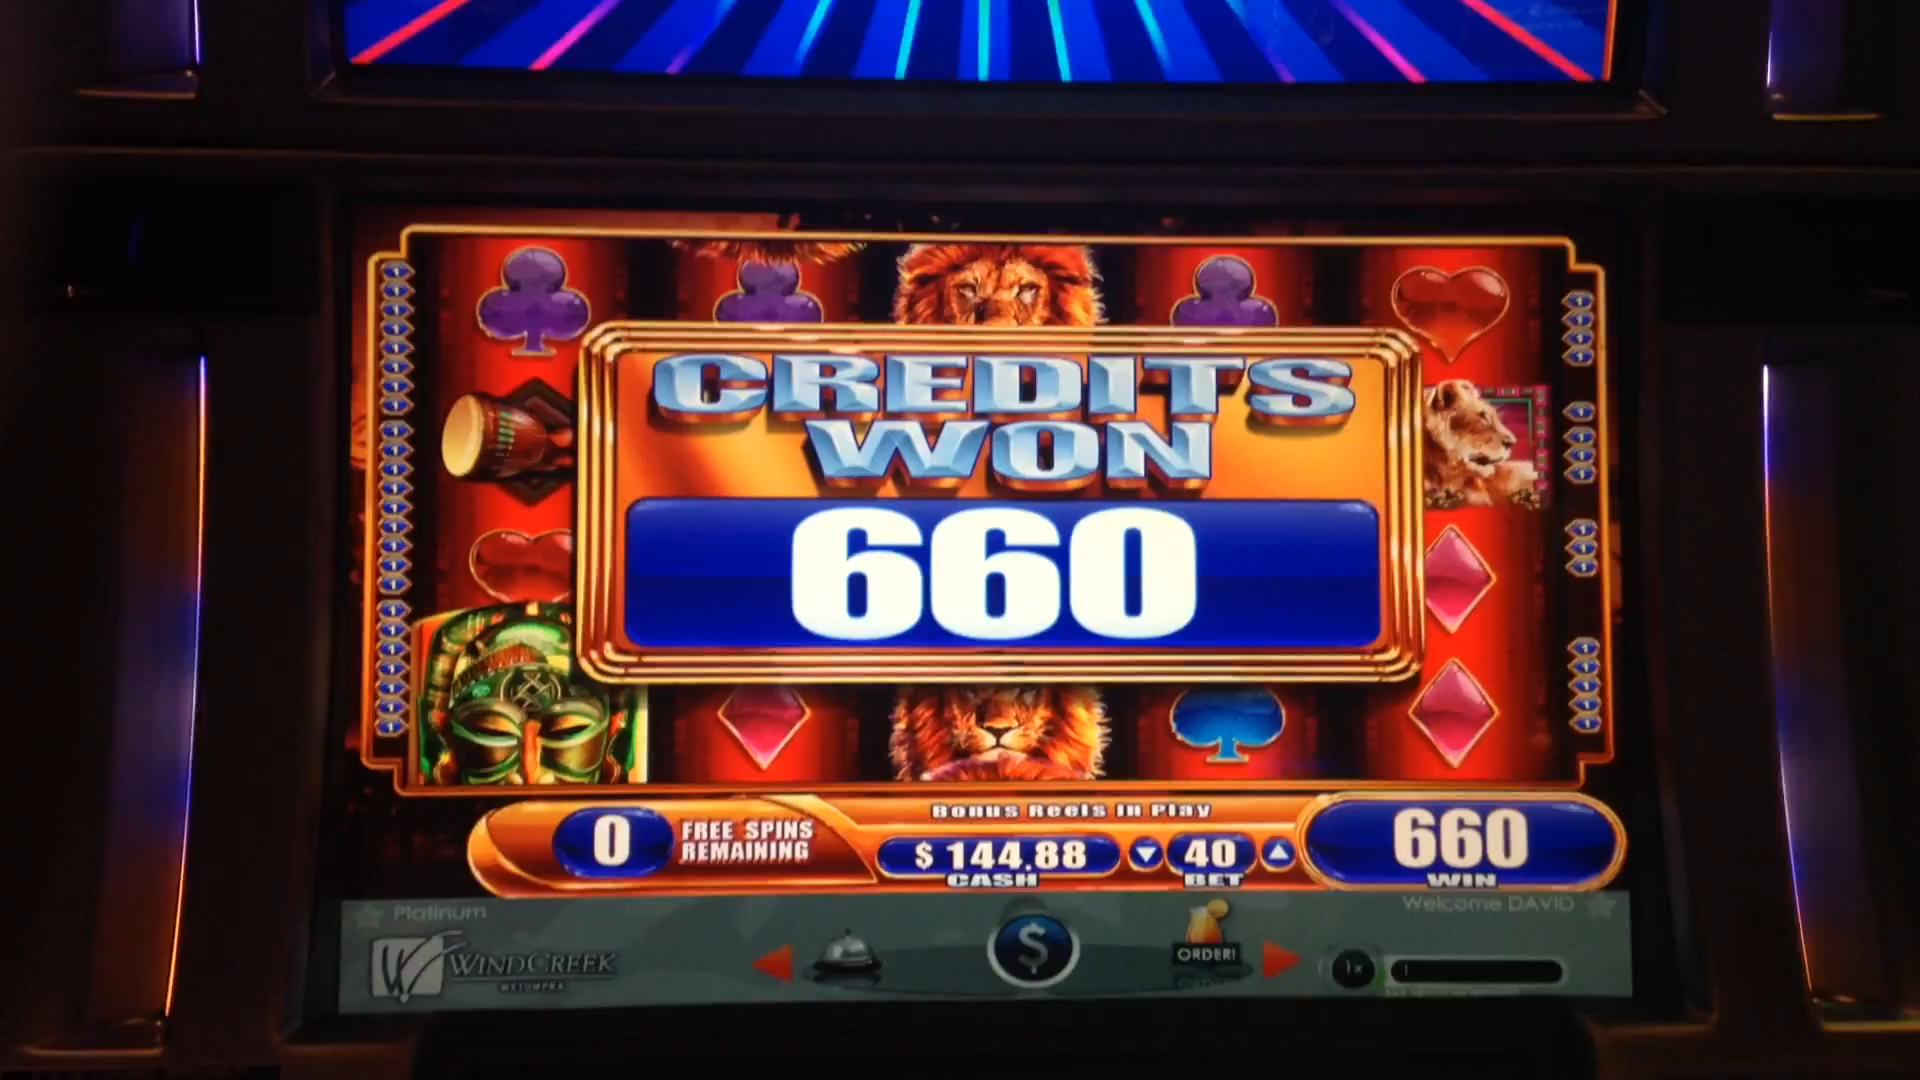 CREDITS
WON
660
0
FREE SPINS
REMAINING
Bonus Reels In Play
$ 144.88
CASH
40
BET
660
WIN
Platinum
Welcome DAVID
WINDCREEK
WETUMPKA
$
ORDER!
1x